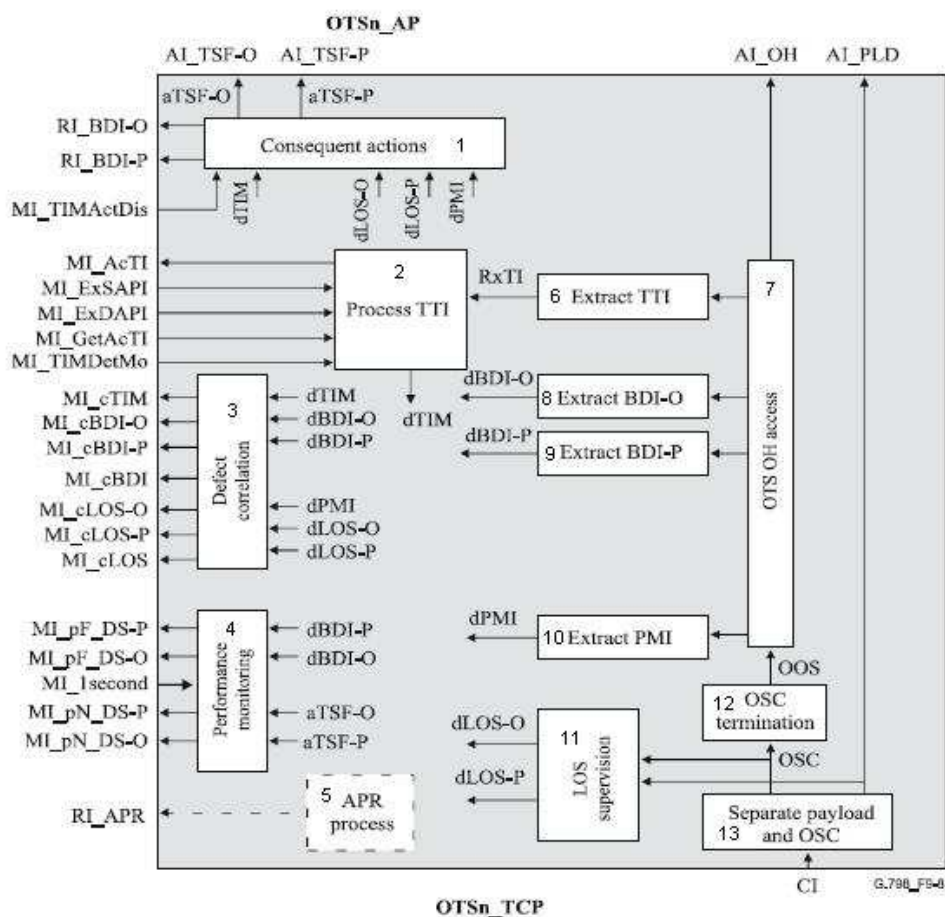 OTSn_AP
AI_TSF-O AI_TSF-P AI_OH AI_PLD
aTSF-O aTSF-P
RI_BDI-O
RI_BDI-P
Consequent actions 1
MI_TIMActDis
dTIM
dLOS-O
dLOS-P
dPMI
MI_AcTI
MI_ExSAPI
MI_ExDAPI
MI_GetAcTI
MI_TIMDetMo
2
Process TTI
RxTI
6 Extract TTI
7
OTS OH access
dTIM
dBDI-O
8 Extract BDI-O
dBDI-P
9 Extract BDI-P
MI_cTIM
MI_cBDI-O
MI_cBDI-P
MI_cBDI
MI_cLOS-O
MI_cLOS-P
MI_cLOS
3
Defect
correlation
dTIM
dBDI-O
dBDI-P
dPMI
dLOS-O
dLOS-P
MI_pF_DS-P
MI_pF_DS-O
MI_1second
MI_pN_DS-P
MI_pN_DS-O
4
Performance
monitoring
dBDI-P
dBDI-O
aTSF-O
aTSF-P
dPMI
10 Extract PMI
OOS
12 OSC
termination
OSC
dLOS-O
dLOS-P
11
LOS
supervision
RI_APR
5 APR
process
Separate payload
13 and OSC
CI
G.798_F9-8
OTSn_TCP